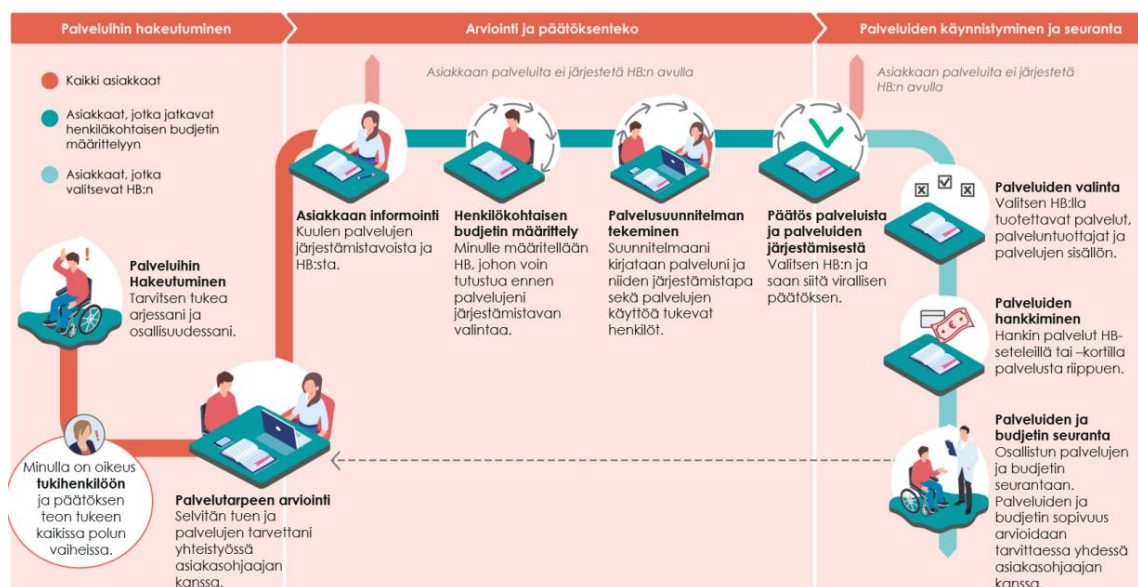 Palveluihin hakeutuminen
Arviointi ja päätöksenteko
Palveluiden käynnistyminen ja seuranta
Kaikki asiakkaat
Asiakkaat, jotka jatkavat
henkilökohtaisen budjetin
määrittelyyn
Asiakkaat, jotka
valitsevat HB:n
Asiakkaan palveluita ei järjestetä HB:n avulla
Asiakkaan palveluita ei järjestetä
HB:n avulla
Palveluihin
Hakeutuminen
Tarvitsen tukea
arjessani ja
osallisuudessani.
Minulla on oikeus
tukihenkilöön
ja päätöksen
teon tukeen
kaikissa polun
vaiheissa.
Palvelutarpeen arviointi
Selvitän tuen ja
palvelujen tarvettani
yhteistyössä
asiakasohjaajan
kanssa.
Asiakkaan informointi
Kuulen palvelujen
järjestämistavoista ja
HB:sta.
Henkilökohtaisen
budjetin määrittely
Minulle määritellään
HB, johon voin
tutustua ennen
palvelujeni
järjestämistavan
valintaa.
Palvelusuunnitelman
tekeminen
Suunnitelmaani
kirjataan palveluni ja
niiden järjestämistapa
sekä palvelujen
käyttöä tukevat
henkilöt.
Päätös palveluista
ja palveluiden
järjestämisestä
Valitsen HB:n ja
saan siitä virallisen
päätöksen.
Palveluiden valinta
Valitsen HB:llä
tuotettavat palvelut,
palveluntuottajat ja
palvelujen sisällön.
Palveluiden
hankkiminen
Hankin palvelut HB-
seteleillä tai –kortilla
palvelusta riippuen.
Palveluiden ja
budjetin seuranta
Osallistun palvelujen
ja budjetin
seurantaan.
Palveluiden ja
budjetin sopivuus
arvioidaan
tarvittaessa yhdessä
asiakasohjaajan
kanssa.